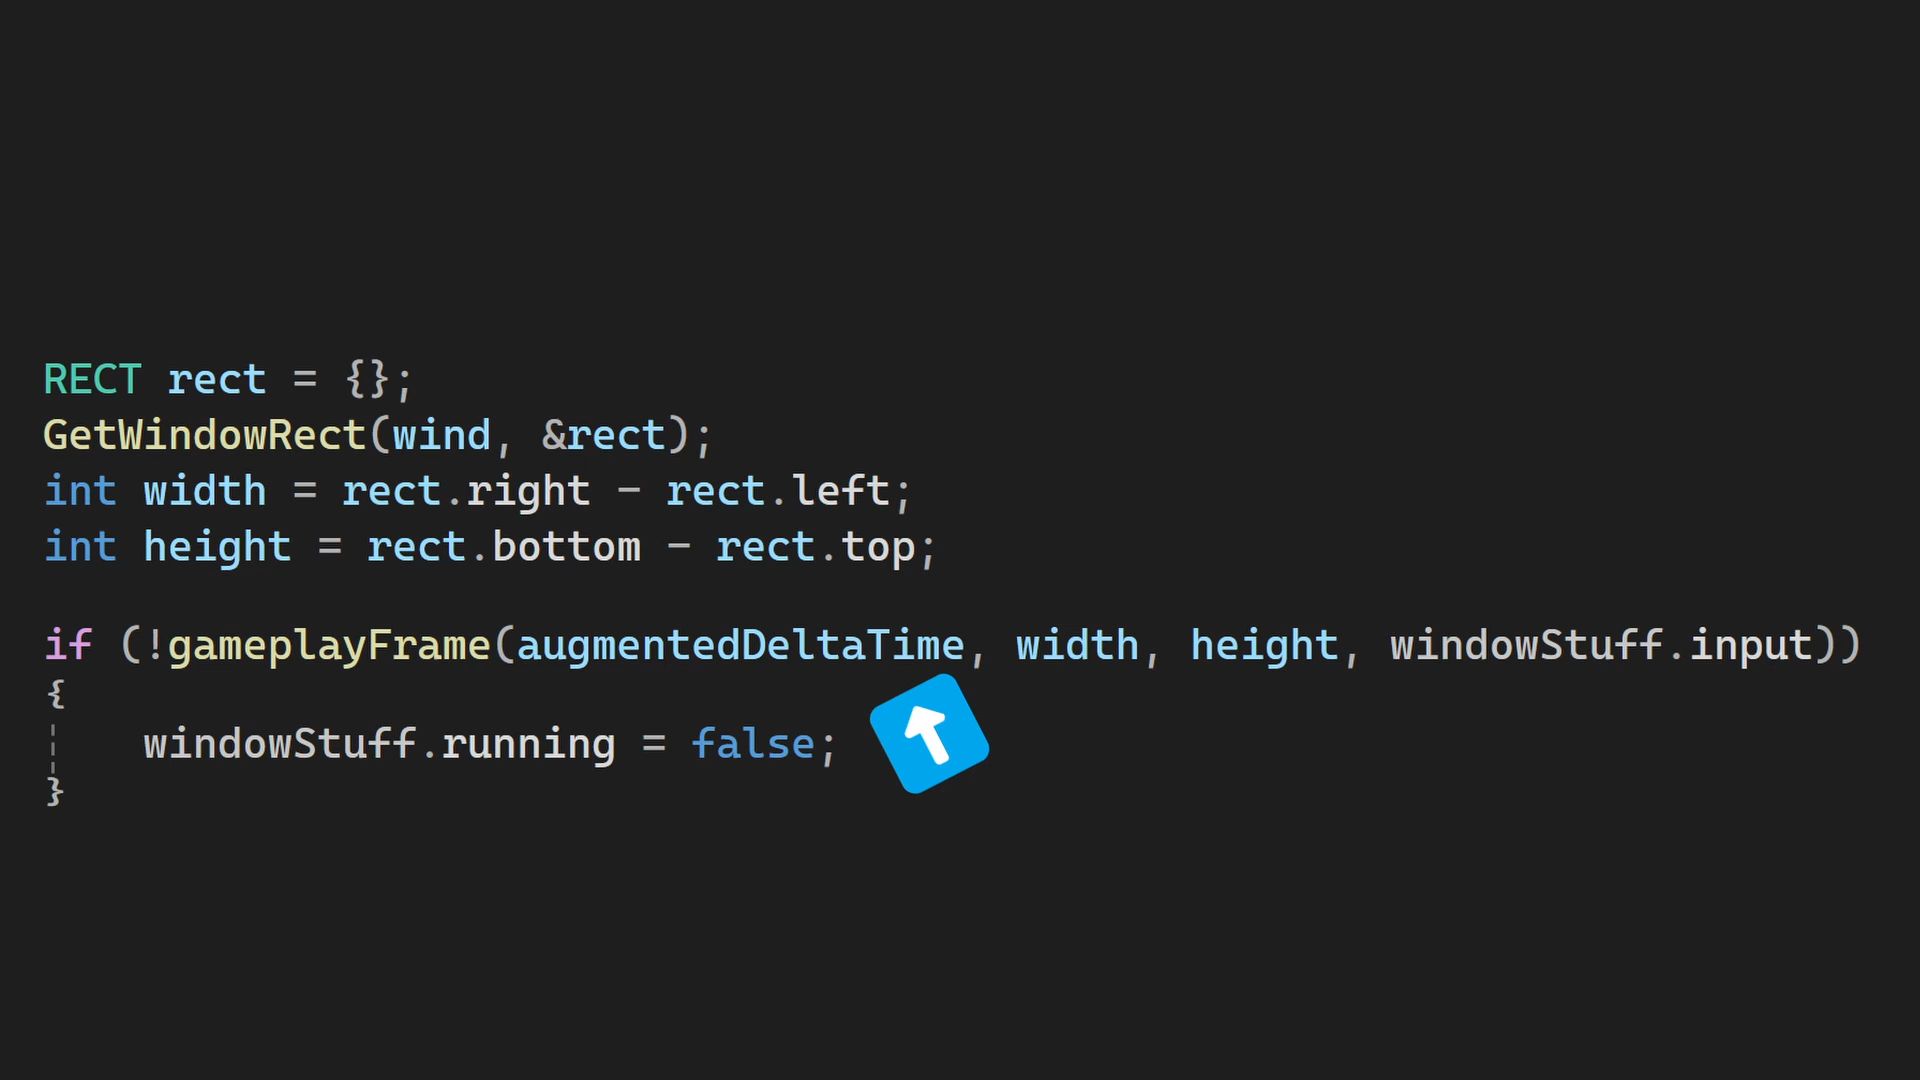 RECT rect = {};
GetWindowRect(wind, &rect);
int width = rect.right - rect.left;
int height = rect.bottom - rect.top;
if (!gameplayFrame(augmentedDeltaTime, width, height, windowStuff.input))
{
windowStuff.running = false;
}